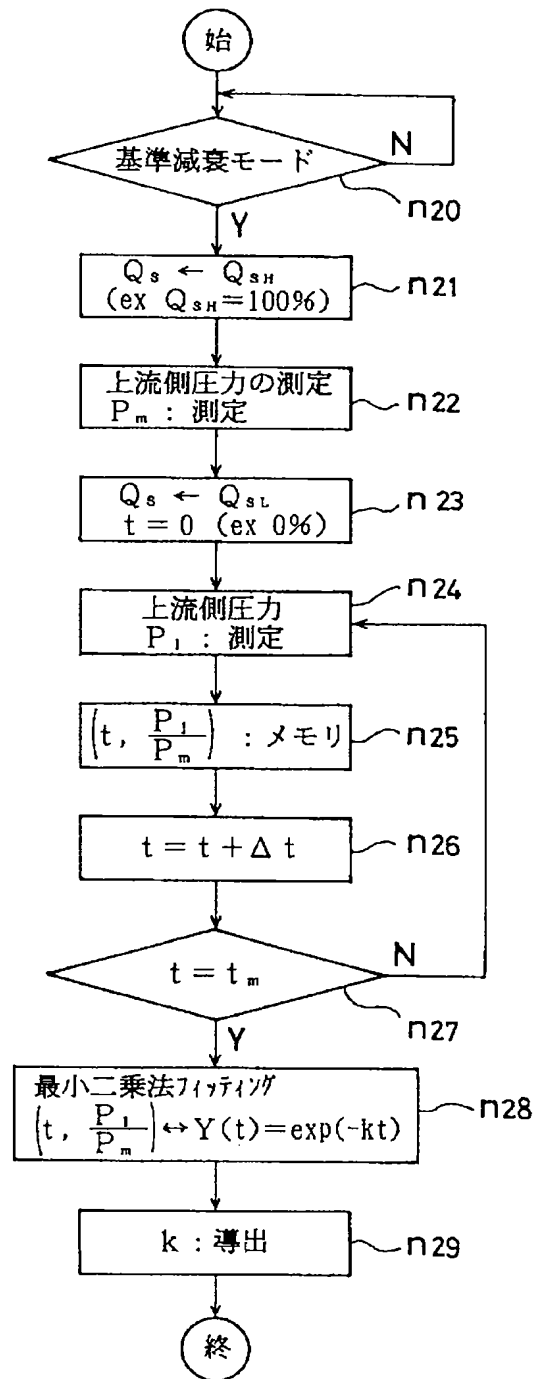 始
基準減衰モード
N
n20
Y
Qs ← QSH
(ex QSH=100%)
n21
上流側圧力の測定
Pm : 測定
n22
Qs ← QSL
t = 0 (ex 0%)
n23
n24
上流側圧力
P1 : 測定
(t, P1/Pm) : メモリ
n25
t = t + Δ t
n26
t = tm
N
n27
Y
最小二乗法フィッティング
(t, P1/Pm) ↔ Y(t)=exp(-kt)
n28
k : 導出
n29
終